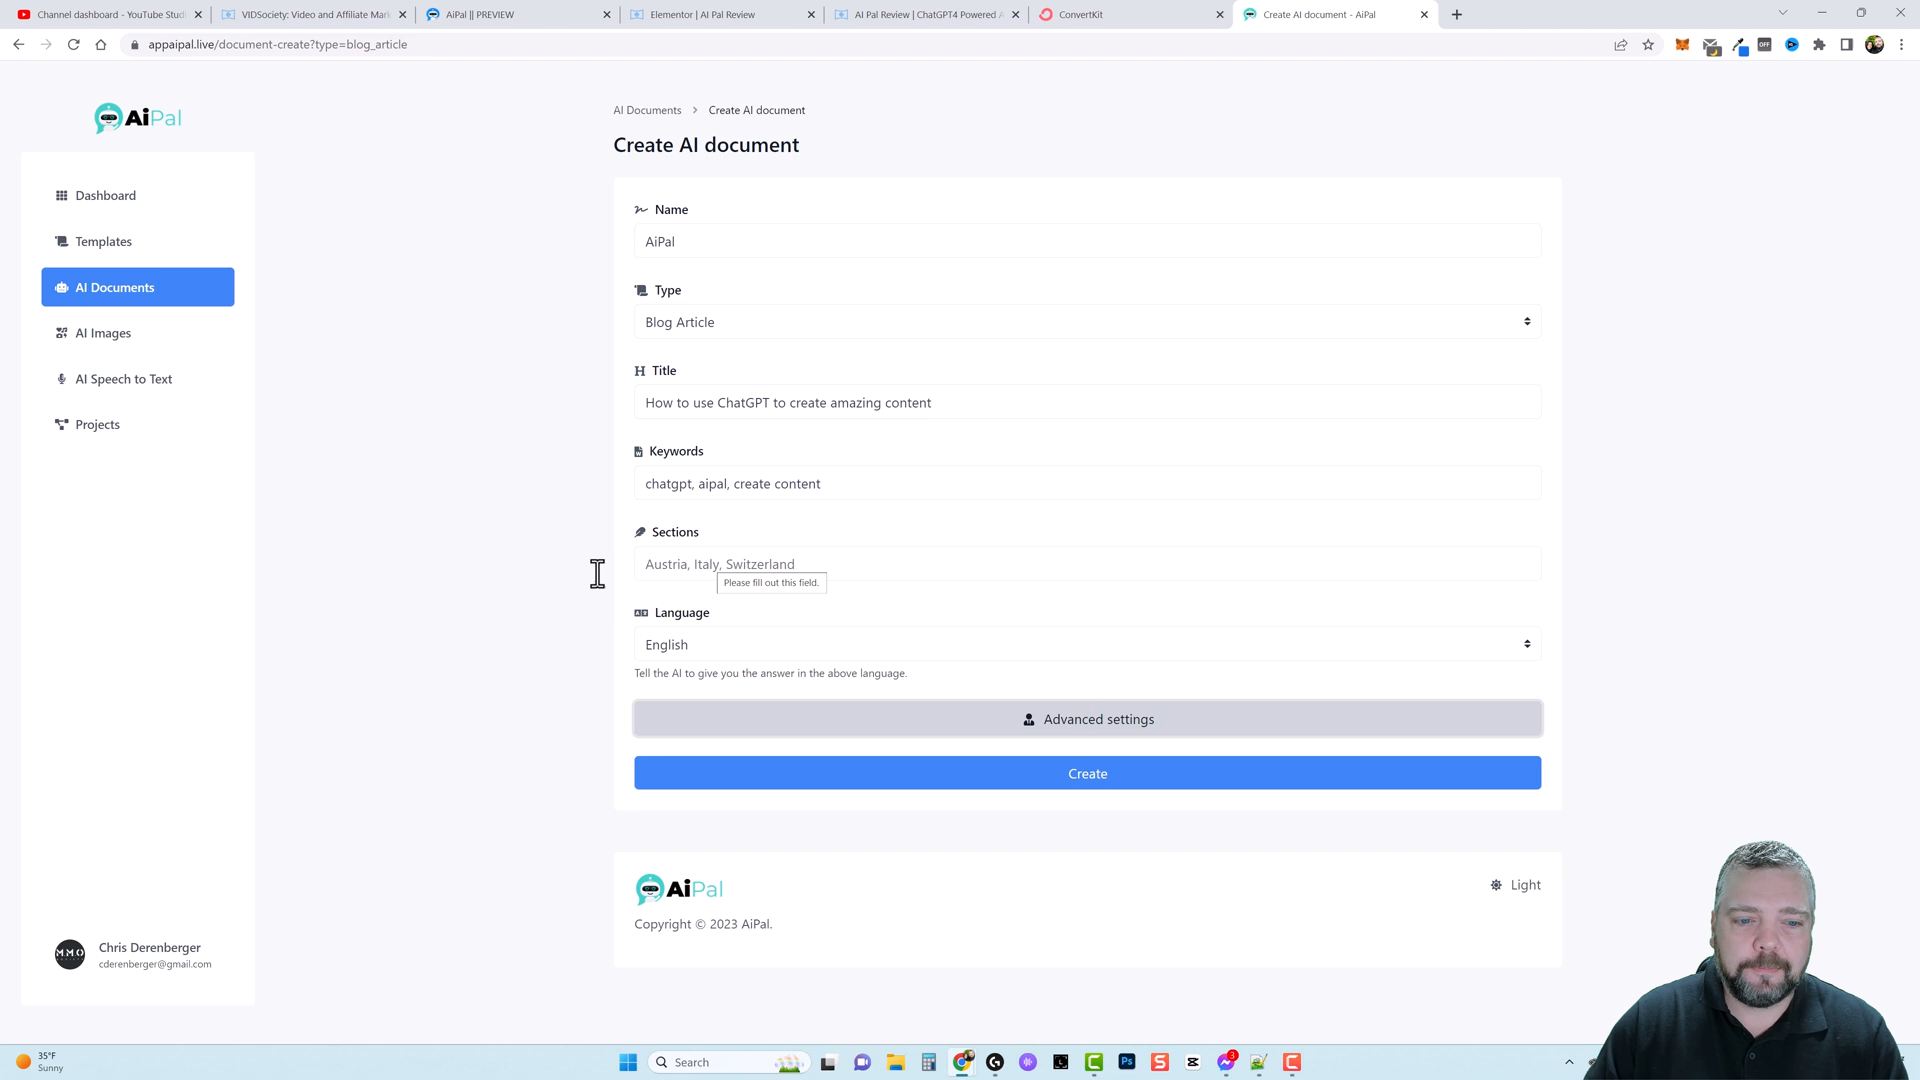 Channel dashboard - YouTube Studi
VIDSociety: Video and Affiliate Mark
AiPal || PREVIEW
Elementor | AI Pal Review
AI Pal Review | ChatGPT4 Powered A
ConvertKit
Create AI document - AiPal
appaipal.live/document-create?type=blog_article
OFF
AiPal
AI Documents > Create AI document
Create AI document
Dashboard
Templates
AI Documents
AI Images
AI Speech to Text
Projects
Name
AiPal
Type
Blog Article
Title
How to use ChatGPT to create amazing content
Keywords
chatgpt, aipal, create content
Sections
Austria, Italy, Switzerland
Please fill out this field.
Language
English
Tell the AI to give you the answer in the above language.
Advanced settings
Create
AiPal
Light
Copyright © 2023 AiPal.
M.M.O
Chris Derenberger
cderenberger@gmail.com
35°F
Sunny
Search
Ps
S
3